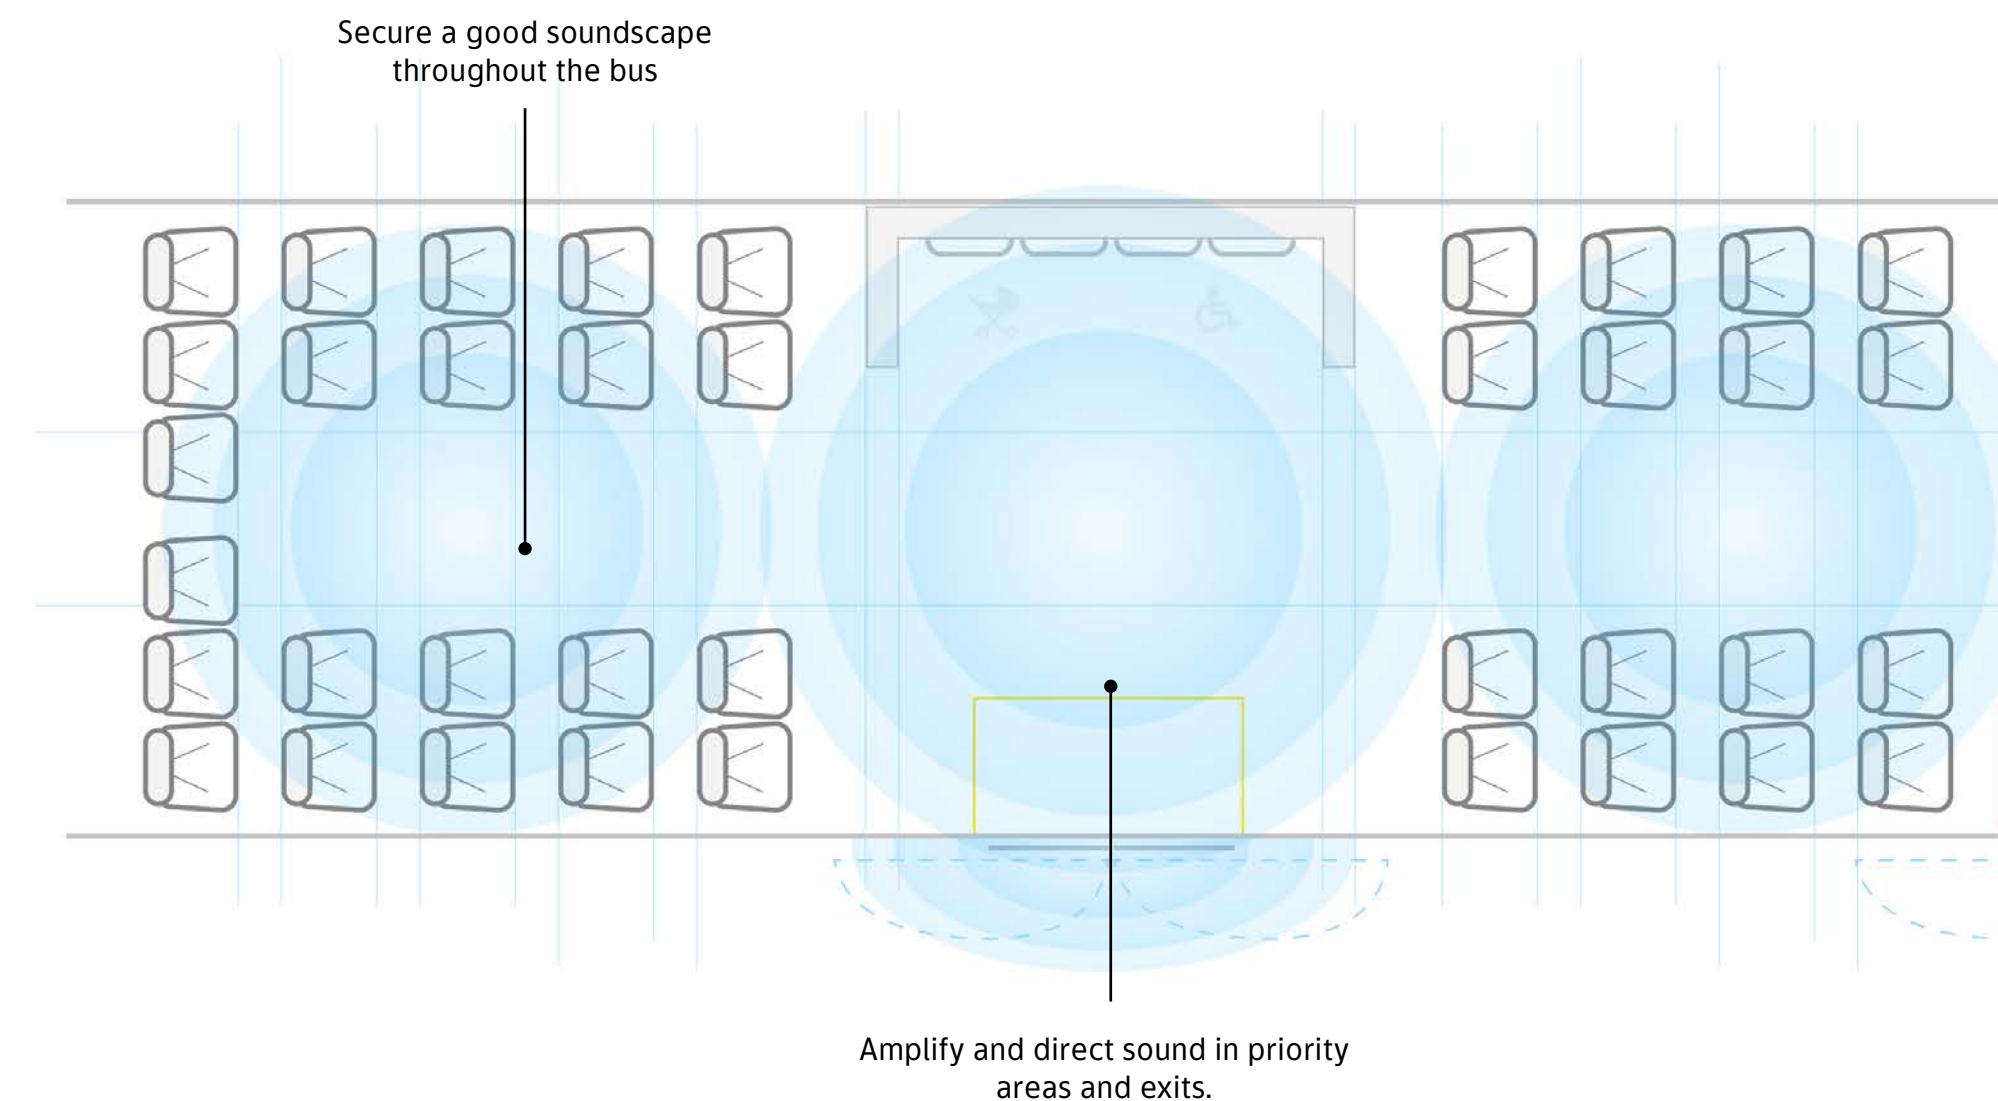 Secure a good soundscape
throughout the bus
Amplify and direct sound in priority
areas and exits.